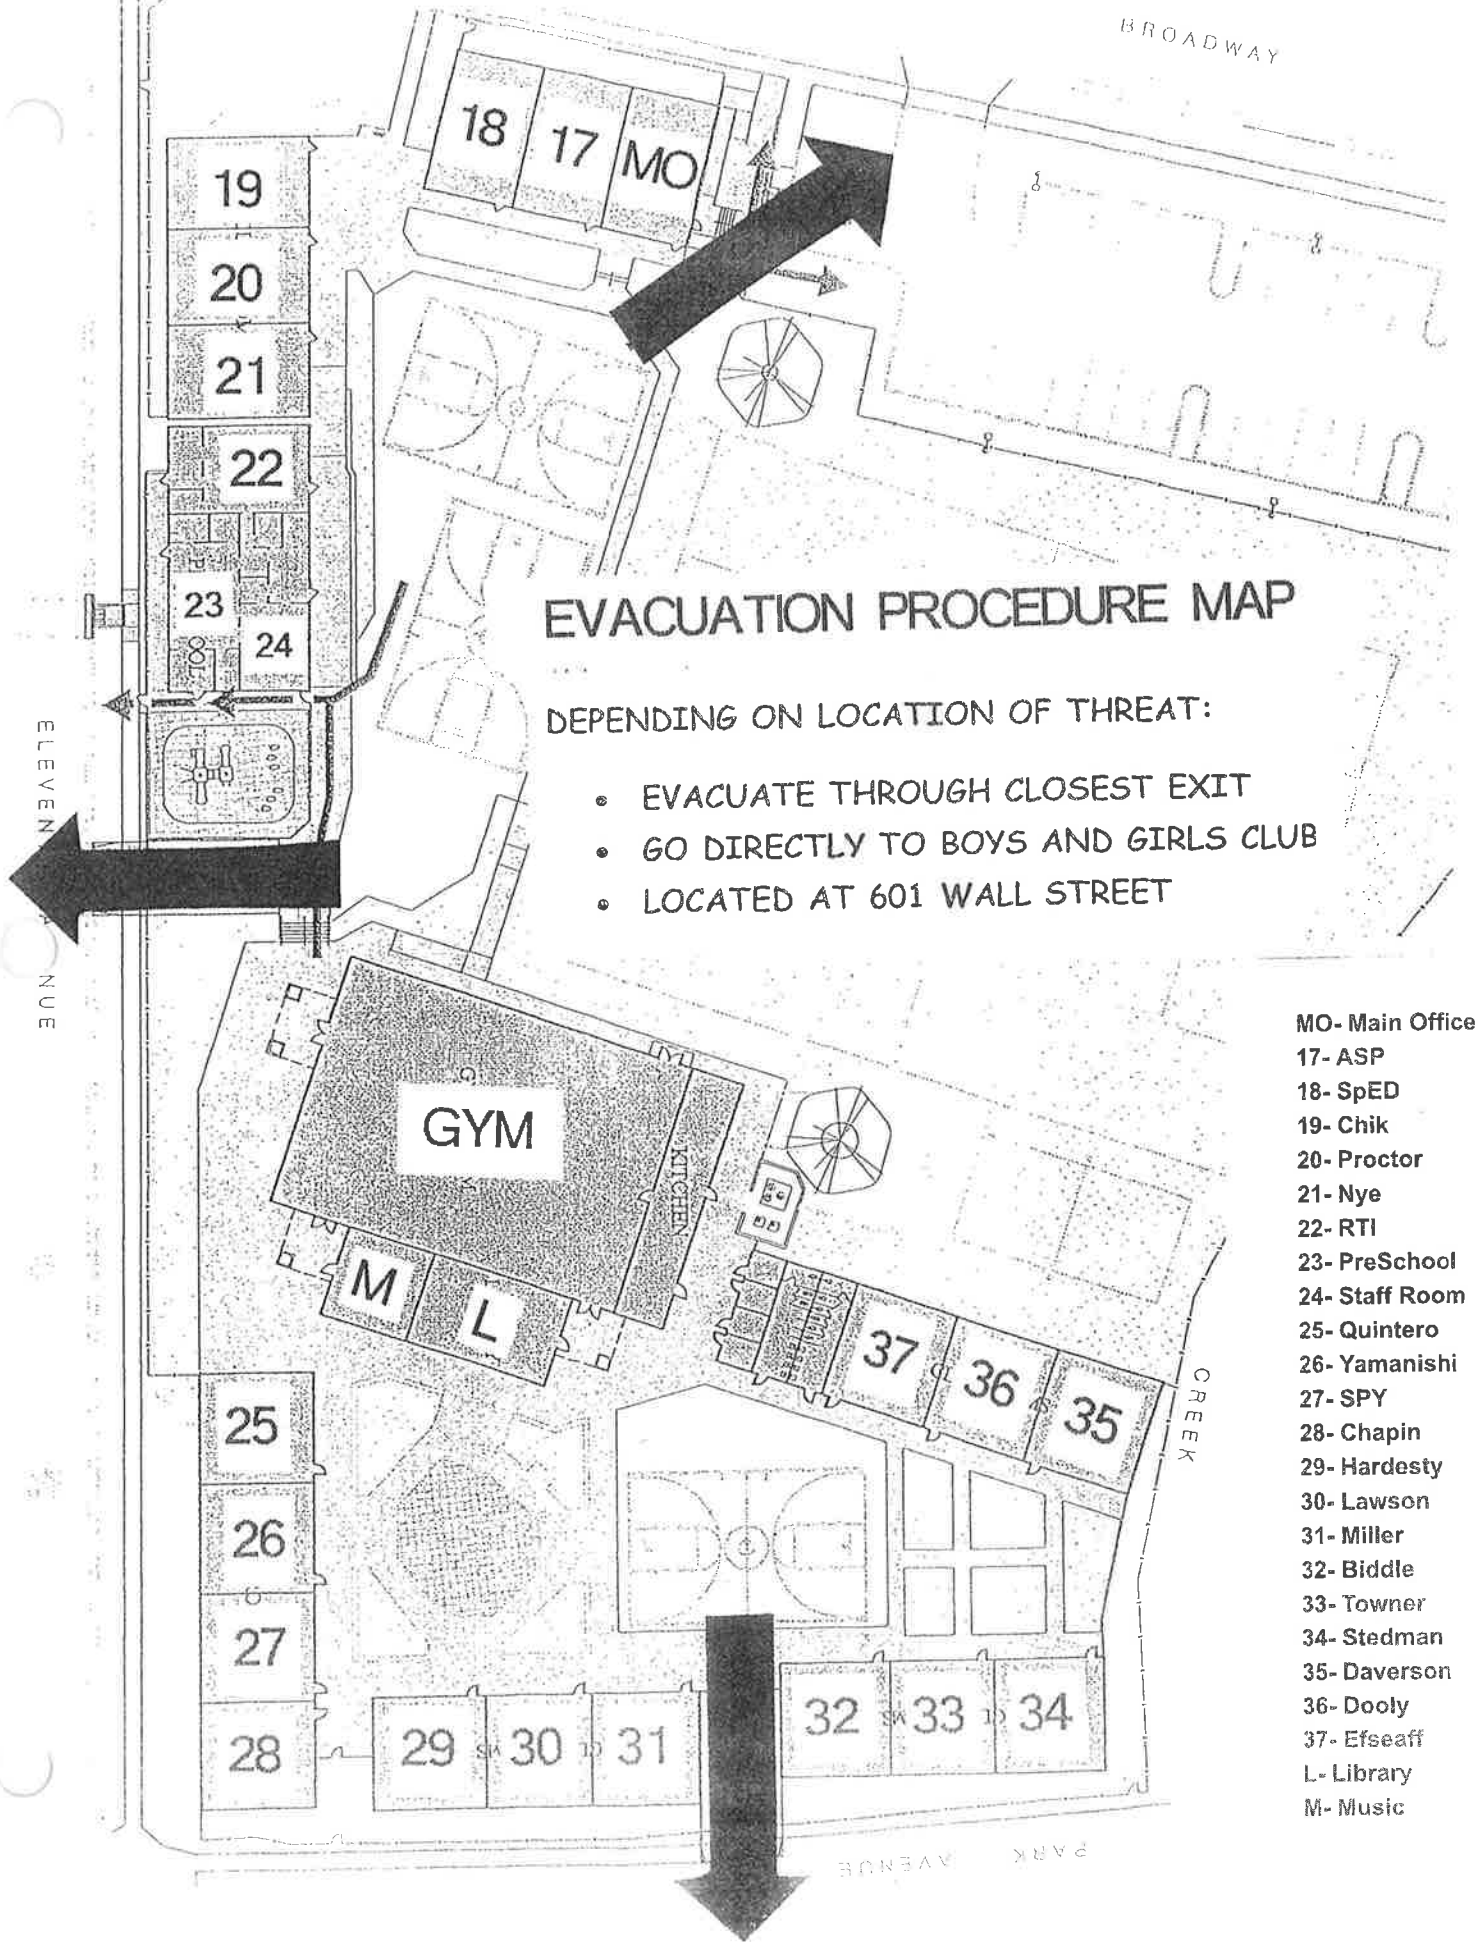 BROADWAY
18
17
MO
19
20
21
22
23
24
EVACUATION PROCEDURE MAP
DEPENDING ON LOCATION OF THREAT:
• EVACUATE THROUGH CLOSEST EXIT
• GO DIRECTLY TO BOYS AND GIRLS CLUB
• LOCATED AT 601 WALL STREET
ELEVEN
NUE
GYM
KITCHEN
M
L
37
36
35
CREEK
25
26
27
28
29
30
31
32
33
34
PARK AVENUE
MO- Main Office
17- ASP
18- SpED
19- Chik
20- Proctor
21- Nye
22- RTI
23- PreSchool
24- Staff Room
25- Quintero
26- Yamanishi
27- SPY
28- Chapin
29- Hardesty
30- Lawson
31- Miller
32- Biddle
33- Towner
34- Stedman
35- Daverson
36- Dooly
37- Efseaff
L- Library
M- Music